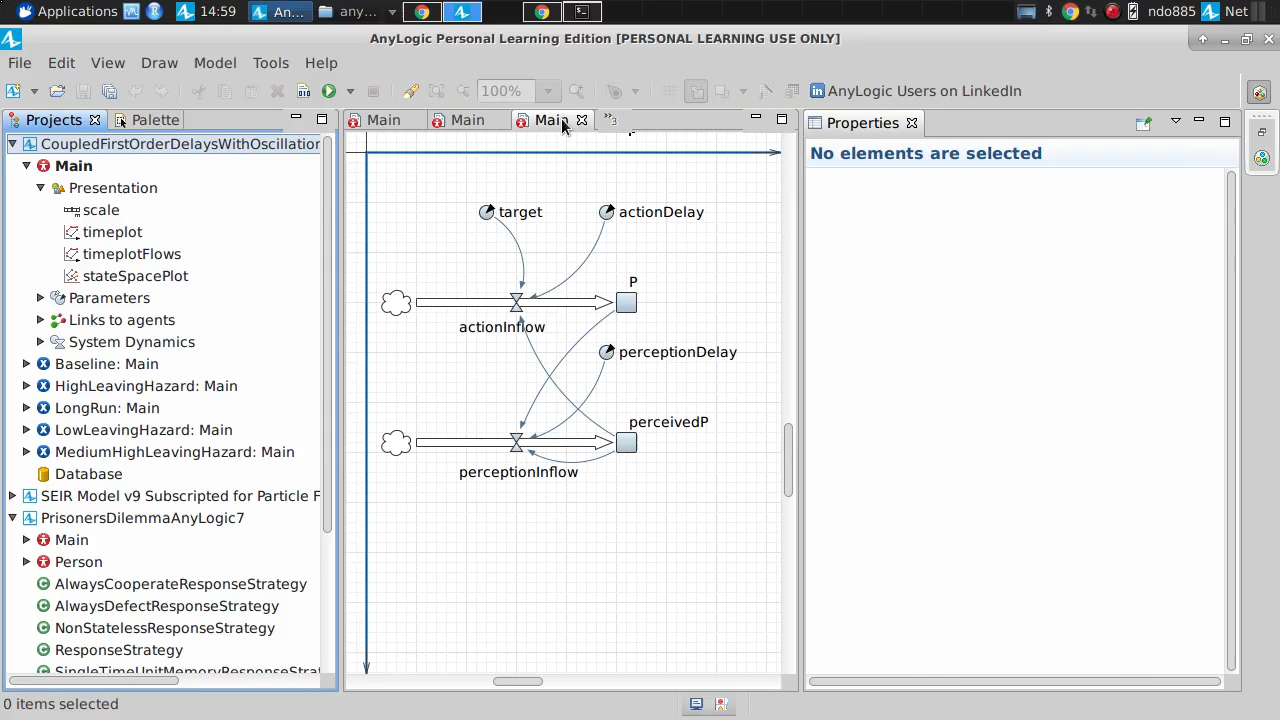 Applications 14:59 An... any... ndo885 Net
AnyLogic Personal Learning Edition [PERSONAL LEARNING USE ONLY]
File Edit View Draw Model Tools Help
100% AnyLogic Users on LinkedIn
Projects Palette
CoupledFirstOrderDelaysWithOscillation
Main
Presentation
scale
timeplot
timeplotFlows
stateSpacePlot
Parameters
Links to agents
System Dynamics
Baseline: Main
HighLeavingHazard: Main
LongRun: Main
LowLeavingHazard: Main
MediumHighLeavingHazard: Main
Database
SEIR Model v9 Subscripted for Particle F
PrisonersDilemmaAnyLogic7
Main
Person
AlwaysCooperateResponseStrategy
AlwaysDefectResponseStrategy
NonStatelessResponseStrategy
ResponseStrategy
SingleTimeUnitMemoryResponseStrat
Main Main Main 3
target actionDelay
P
actionInflow
perceptionDelay
perceivedP
perceptionInflow
Properties
No elements are selected
0 items selected